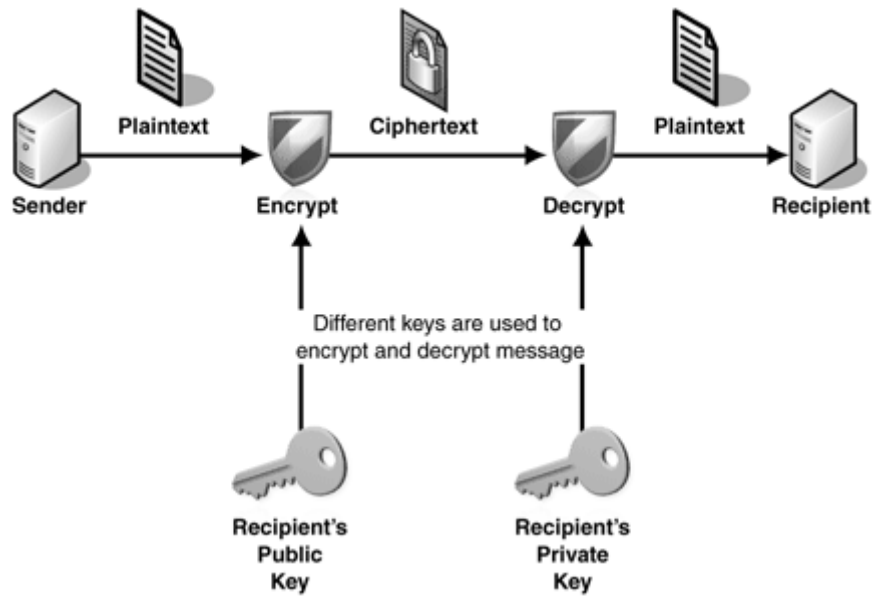 Plaintext
Ciphertext
Plaintext
Sender
Encrypt
Decrypt
Recipient
Different keys are used to
encrypt and decrypt message
Recipient's
Public
Key
Recipient's
Private
Key